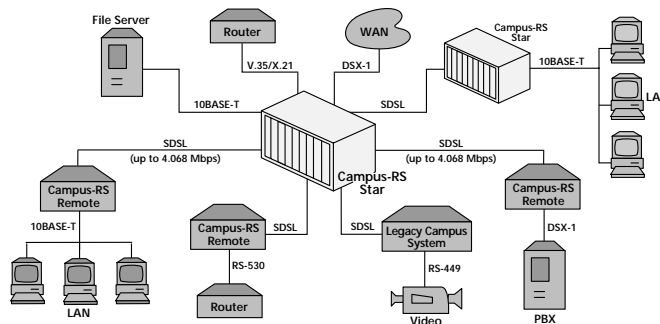 File Server
Router
WAN
Campus-RS
Star
V.35/X.21
DSX-1
10BASE-T
10BASE-T
SDSL
LA
SDSL
(up to 4.068 Mbps)
SDSL
(up to 4.068 Mbps)
Campus-RS
Star
Campus-RS
Remote
Campus-RS
Remote
10BASE-T
Campus-RS
Remote
SDSL
SDSL
Legacy Campus
System
DSX-1
RS-530
RS-449
LAN
Router
Video
PBX